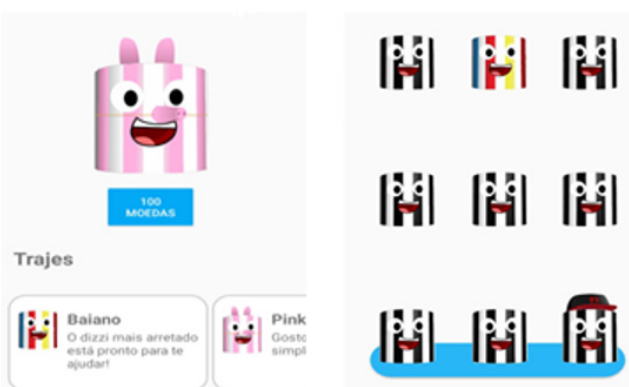 100
MOEDAS
Trajes
Baiano
O dizzi mais arretado
está pronto para te
ajudar!
Pink
Gosto
simpl